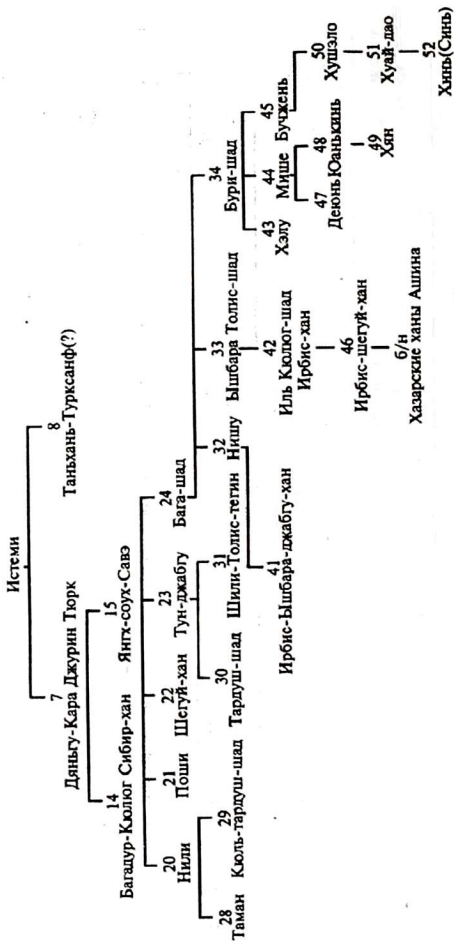 Истеми
7 8
Дяньгу-Кара Джурин Тюрк Таньхань-Турксанф(?)
14 15
Багадур-Кюлюг Сибир-хан Янгх-соух-Савэ
20 21 22 23 24
Нили Поши Шегуй-хан Тун-джабгу Бага-шад
28 29 30 31 32 33 34
Таман Кюль-тардуш-шад Тардуш-шад Шили-Толис-тегин Нишу Ышбара Толис-шад Бури-шад
41 42 43 44 45
Ирбис-Ышбара-джабгу-хан Иль Кюлюг-шад Хэлу Мише Бучжень
Ирбис-хан
46 47 48 50
Ирбис-шегуй-хан Деюнь Юанькинь Хушэло
49 51
Хян Хуай-дао
б/н 52
Хазарские ханы Ашина Хинь(Синь)